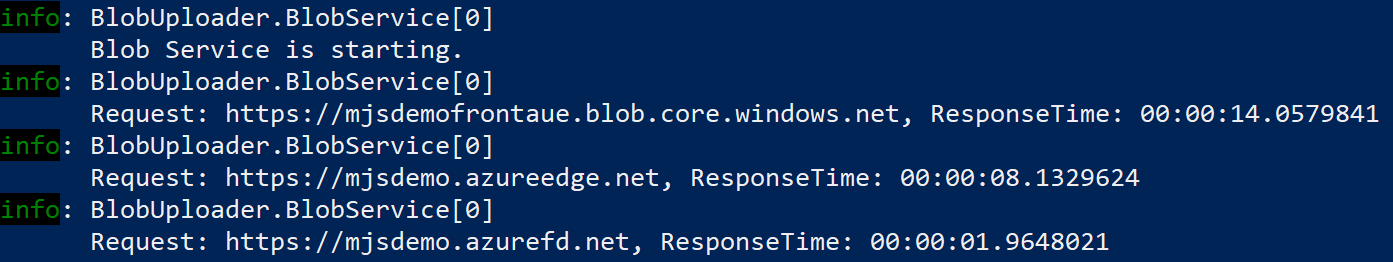 info: BlobUploader.BlobService[0]
Blob Service is starting.
info: BlobUploader.BlobService[0]
Request: https://mjsdemofrontaue.blob.core.windows.net, ResponseTime: 00:00:14.0579841
info: BlobUploader.BlobService[0]
Request: https://mjsdemo.azureedge.net, ResponseTime: 00:00:08.1329624
info: BlobUploader.BlobService[0]
Request: https://mjsdemo.azurefd.net, ResponseTime: 00:00:01.9648021